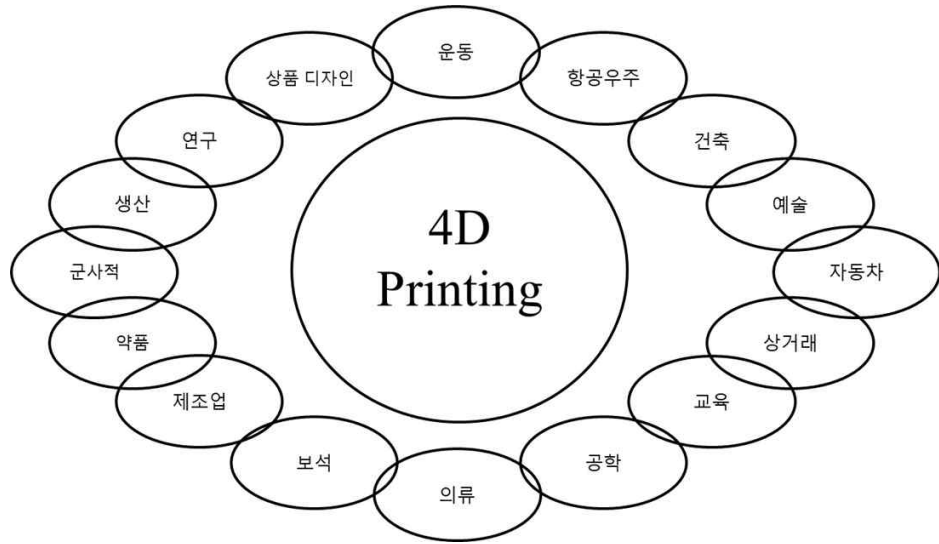 운동
상품 디자인
항공우주
연구
건축
생산
예술
4D
Printing
군사적
자동차
약품
상거래
제조업
교육
보석
공학
의류